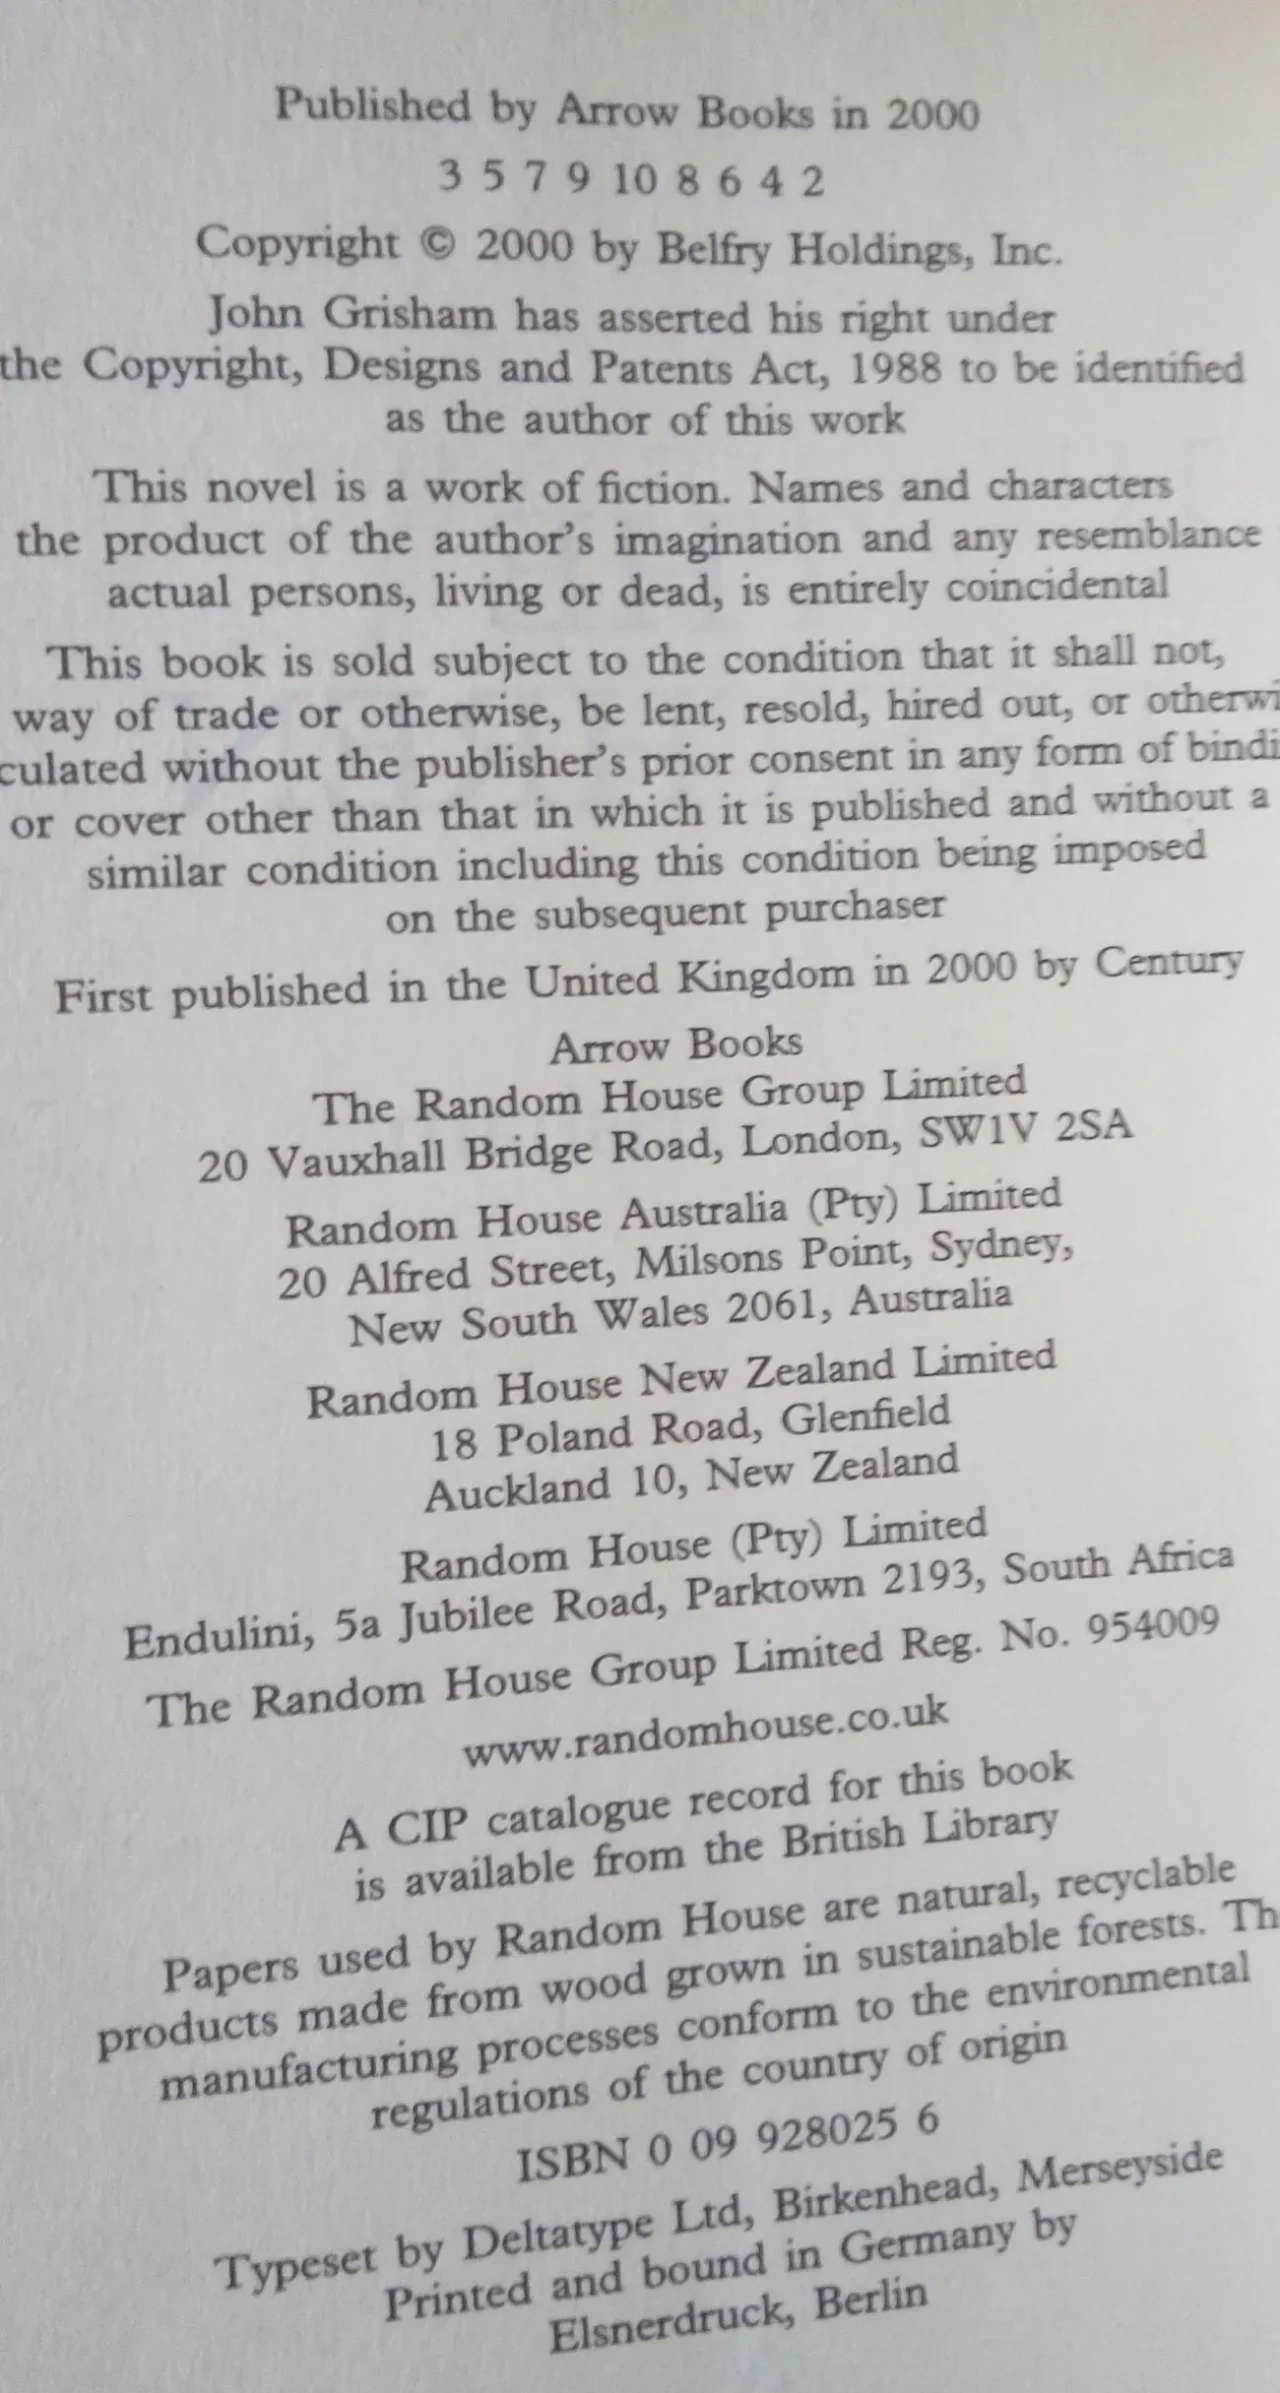 Published by Arrow Books in 2000
3 5 7 9 10 8 6 4 2
Copyright © 2000 by Belfry Holdings, Inc.
John Grisham has asserted his right under
the Copyright, Designs and Patents Act, 1988 to be identified
as the author of this work
This novel is a work of fiction. Names and characters
the product of the author's imagination and any resemblance
actual persons, living or dead, is entirely coincidental
This book is sold subject to the condition that it shall not,
way of trade or otherwise, be lent, resold, hired out, or otherwi
culated without the publisher's prior consent in any form of bindi
or cover other than that in which it is published and without a
similar condition including this condition being imposed
on the subsequent purchaser
First published in the United Kingdom in 2000 by Century
Arrow Books
The Random House Group Limited
20 Vauxhall Bridge Road, London, SW1V 2SA
Random House Australia (Pty) Limited
20 Alfred Street, Milsons Point, Sydney,
New South Wales 2061, Australia
Random House New Zealand Limited
18 Poland Road, Glenfield
Auckland 10, New Zealand
Random House (Pty) Limited
Endulini, 5a Jubilee Road, Parktown 2193, South Africa
The Random House Group Limited Reg. No. 954009
www.randomhouse.co.uk
A CIP catalogue record for this book
is available from the British Library
Papers used by Random House are natural, recyclable
products made from wood grown in sustainable forests. Th
manufacturing processes conform to the environmental
regulations of the country of origin
ISBN 0 09 928025 6
Typeset by Deltatype Ltd, Birkenhead, Merseyside
Printed and bound in Germany by
Elsnerdruck, Berlin